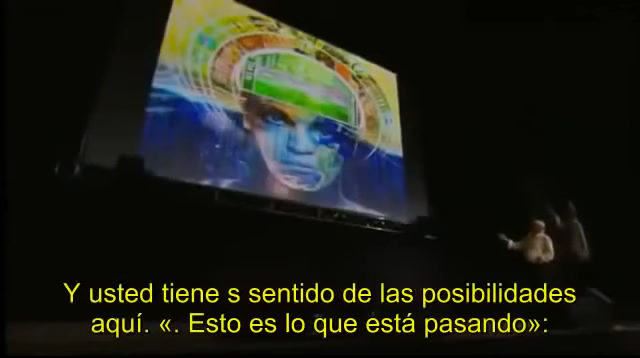 Y usted tiene s sentido de las posibilidades
aquí. «. Esto es lo que está pasando»: